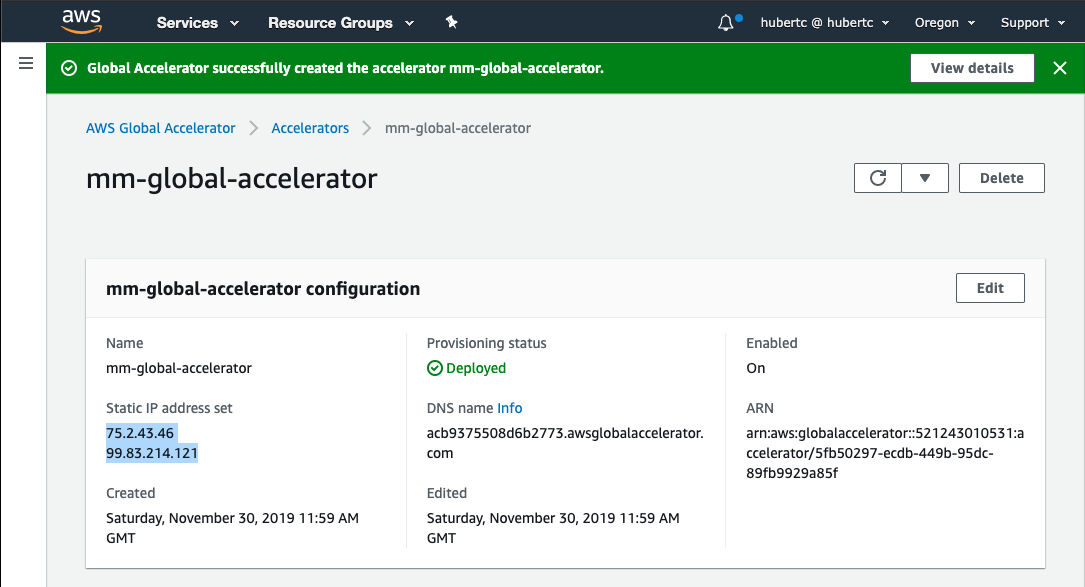 aws Services Resource Groups hubertc @ hubertc Oregon Support
Global Accelerator successfully created the accelerator mm-global-accelerator. View details
AWS Global Accelerator Accelerators mm-global-accelerator
mm-global-accelerator Delete
mm-global-accelerator configuration Edit
Name
mm-global-accelerator
Static IP address set
75.2.43.46
99.83.214.121
Created
Saturday, November 30, 2019 11:59 AM
GMT
Provisioning status
Deployed
DNS name Info
acb9375508d6b2773.awsglobalaccelerator.
com
Edited
Saturday, November 30, 2019 11:59 AM
GMT
Enabled
On
ARN
arn:aws:globalaccelerator::521243010531:a
ccelerator/5fb50297-ecdb-449b-95dc-
89fb9929a85f